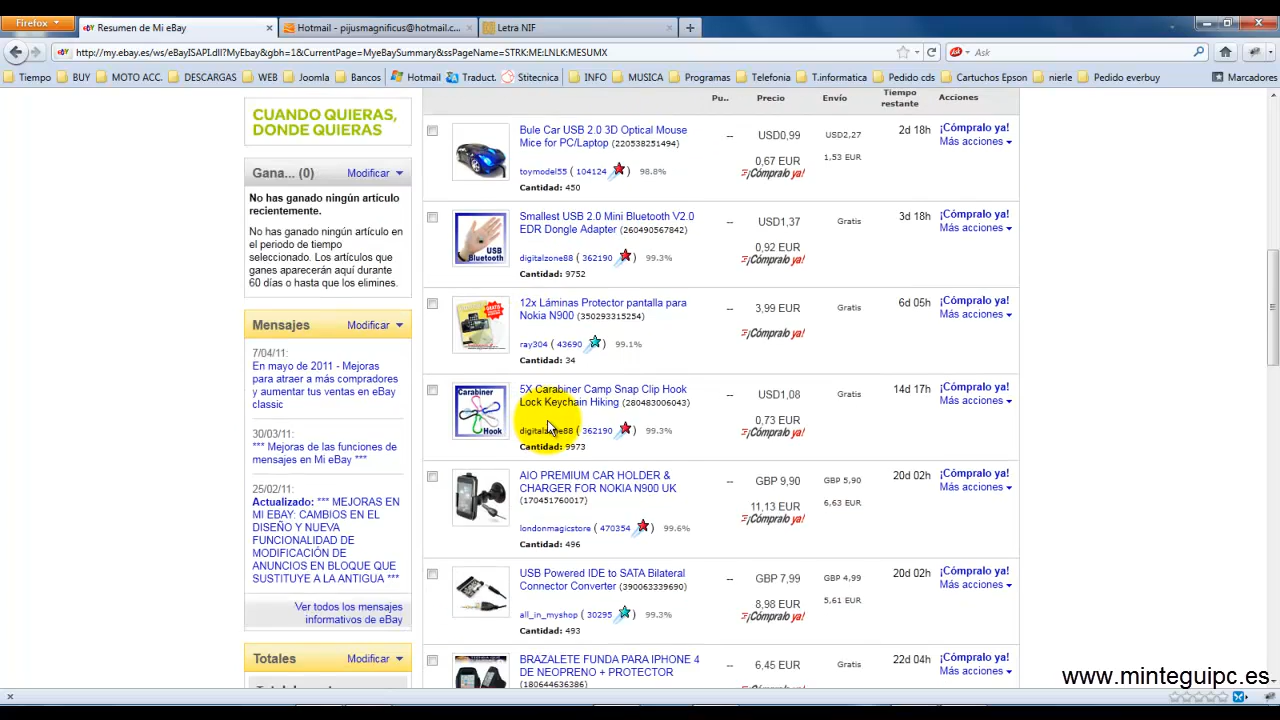 Firefox
Resumen de Mi eBay
Hotmail - pijusmagnificus@hotmail.c...
Letra NIF
http://my.ebay.es/ws/eBayISAPI.dll?MyEbay&gbh=1&CurrentPage=MyeBaySummary&ssPageName=STRK:ME:LNLK:MESUMX
Ask
Tiempo BUY MOTO ACC. DESCARGAS WEB Joomla Bancos Hotmail Traduct. Stitecnica INFO MUSICA Programas Telefonia T.informatica Pedido cds Cartuchos Epson nierle Pedido everbuy Marcadores
CUANDO QUIERAS,
DONDE QUIERAS
Gana... (0) Modificar
No has ganado ningún artículo
recientemente.
No has ganado ningún artículo en
el periodo de tiempo
seleccionado. Los artículos que
ganes aparecerán aquí durante
60 días o hasta que los elimines.
Mensajes Modificar
7/04/11:
En mayo de 2011 - Mejoras
para atraer a más compradores
y aumentar tus ventas en eBay
classic
30/03/11:
*** Mejoras de las funciones de
mensajes en Mi eBay ***
25/02/11:
Actualizado: *** MEJORAS EN
MI EBAY: CAMBIOS EN EL
DISEÑO Y NUEVA
FUNCIONALIDAD DE
MODIFICACIÓN DE
ANUNCIOS EN BLOQUE QUE
SUSTITUYE A LA ANTIGUA ***
Ver todos los mensajes
informativos de eBay
Totales Modificar
Pu... Precio Envío Tiempo restante Acciones
Bule Car USB 2.0 3D Optical Mouse
Mice for PC/Laptop (220538251494)
toymodel55 ( 104124 ) 98.8%
Cantidad: 450
-- USD0,99 USD2,27 2d 18h ¡Cómpralo ya!
0,67 EUR 1,53 EUR Más acciones
¡Cómpralo ya!
USB
Bluetooth
Smallest USB 2.0 Mini Bluetooth V2.0
EDR Dongle Adapter (260490567842)
digitalzone88 ( 362190 ) 99.3%
Cantidad: 9752
-- USD1,37 Gratis 3d 18h ¡Cómpralo ya!
0,92 EUR Más acciones
¡Cómpralo ya!
12x Láminas Protector pantalla para
Nokia N900 (350293315254)
ray304 ( 43690 ) 99.1%
Cantidad: 34
-- 3,99 EUR Gratis 6d 05h ¡Cómpralo ya!
Más acciones
¡Cómpralo ya!
Carabiner
Hook
5X Carabiner Camp Snap Clip Hook
Lock Keychain Hiking (280483006043)
digitalzone88 ( 362190 ) 99.3%
Cantidad: 9973
-- USD1,08 14d 17h ¡Cómpralo ya!
0,73 EUR Más acciones
¡Cómpralo ya!
AIO PREMIUM CAR HOLDER &
CHARGER FOR NOKIA N900 UK
(170451760017)
londonmagicstore ( 470354 ) 99.6%
Cantidad: 496
-- GBP 9,90 GBP 5,90 20d 02h ¡Cómpralo ya!
11,13 EUR 6,63 EUR Más acciones
¡Cómpralo ya!
USB Powered IDE to SATA Bilateral
Connector Converter (390063339690)
all_in_myshop ( 30295 ) 99.3%
Cantidad: 493
-- GBP 7,99 GBP 4,99 20d 02h ¡Cómpralo ya!
8,98 EUR 5,61 EUR Más acciones
¡Cómpralo ya!
BRAZALETE FUNDA PARA IPHONE 4
DE NEOPRENO + PROTECTOR
(180644636386)
-- 6,45 EUR Gratis 22d 04h ¡Cómpralo ya!
Más acciones
www.minteguipc.es